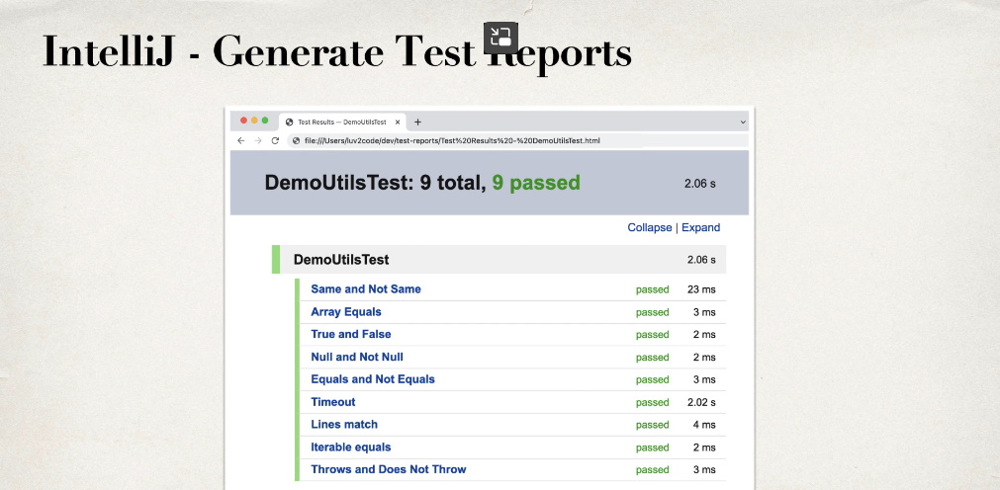 IntelliJ - Generate Test Reports
Test Results — DemoUtilsTest
file:///Users/luv2code/dev/test-reports/Test%20Results%20-%20DemoUtilsTest.html
DemoUtilsTest: 9 total, 9 passed 2.06 s
Collapse | Expand
DemoUtilsTest 2.06 s
Same and Not Same passed 23 ms
Array Equals passed 3 ms
True and False passed 2 ms
Null and Not Null passed 2 ms
Equals and Not Equals passed 3 ms
Timeout passed 2.02 s
Lines match passed 4 ms
Iterable equals passed 2 ms
Throws and Does Not Throw passed 3 ms